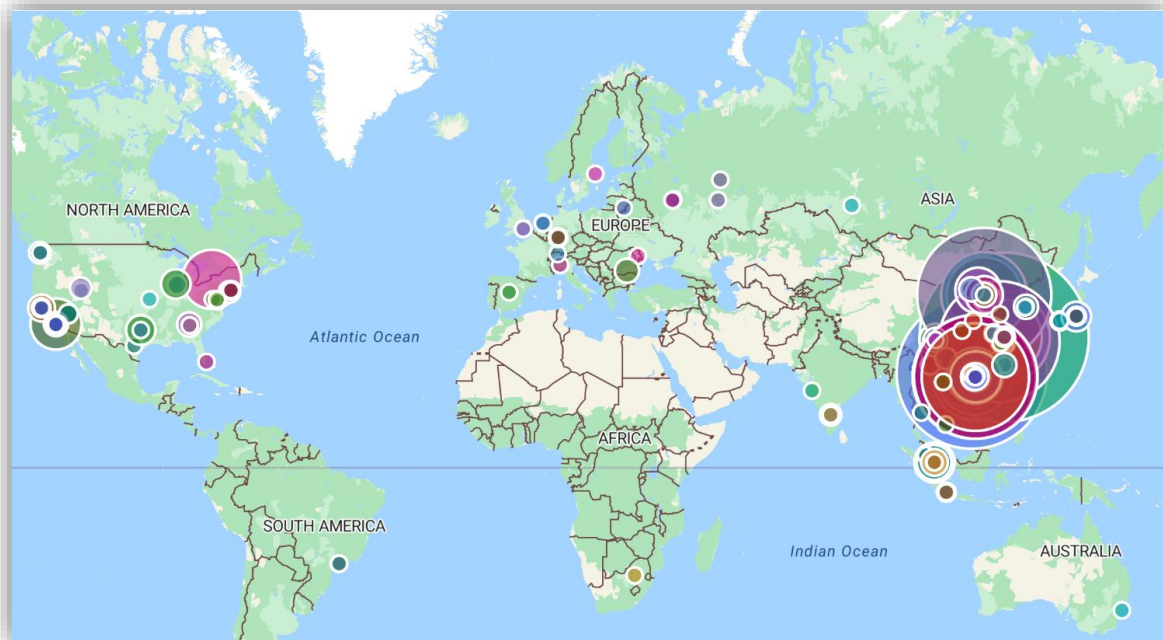 NORTH AMERICA
ASIA
EUROPE
Atlantic Ocean
AFRICA
SOUTH AMERICA
Indian Ocean
AUSTRALIA